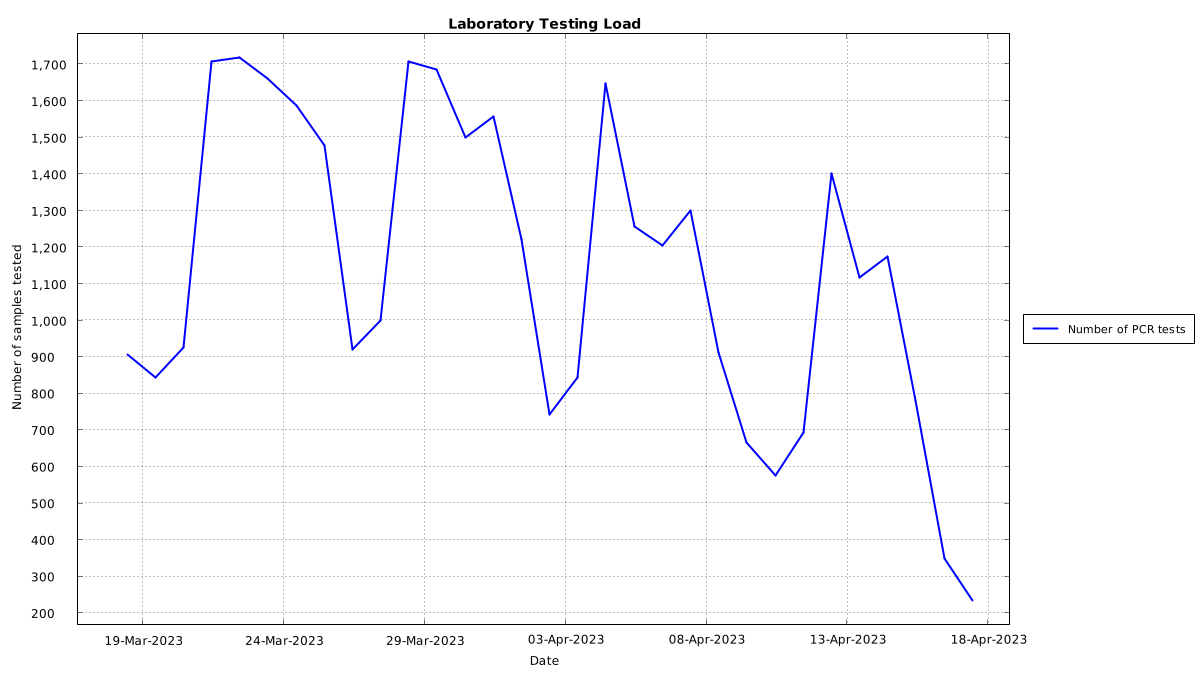 Laboratory Testing Load
1,700
1,600
1,500
1,400
1,300
1,200
1,100
1,000
900
800
700
600
500
400
300
200
Number of samples tested
19-Mar-2023
24-Mar-2023
29-Mar-2023
03-Apr-2023
08-Apr-2023
13-Apr-2023
18-Apr-2023
Date
Number of PCR tests